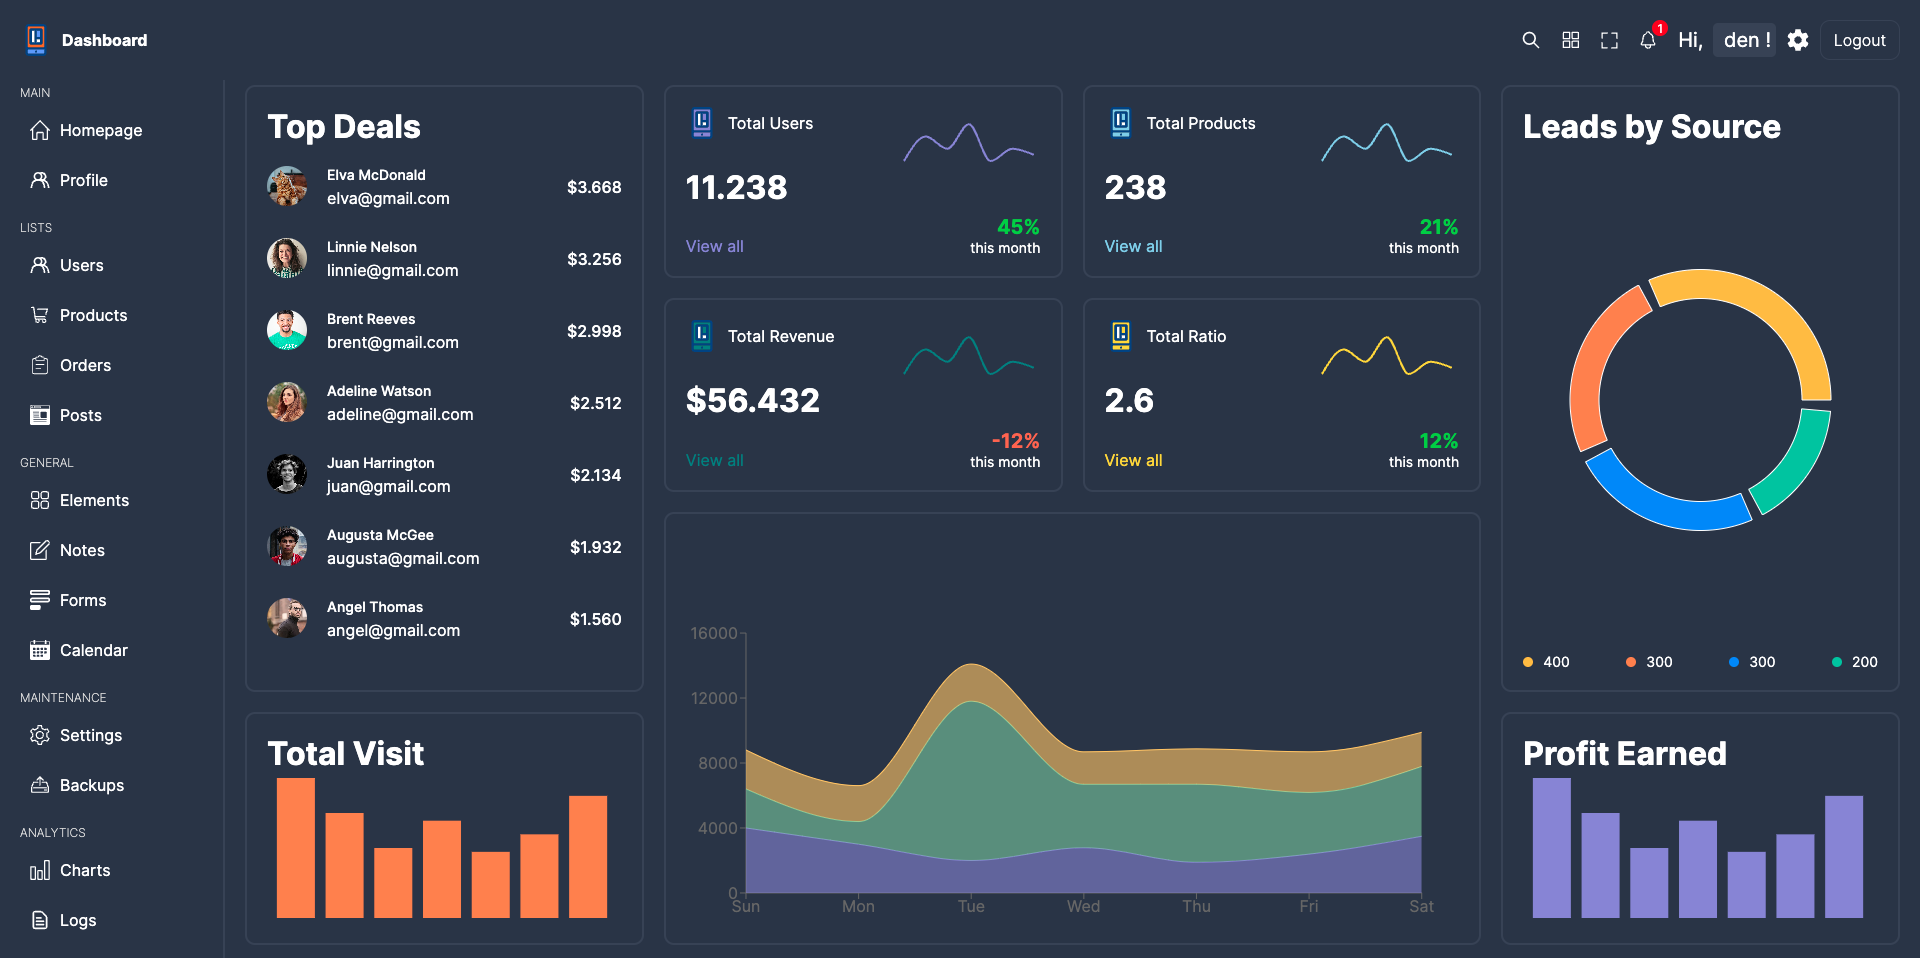 Dashboard
1
Hi, den !
Logout
MAIN
Homepage
Profile
LISTS
Users
Products
Orders
Posts
GENERAL
Elements
Notes
Forms
Calendar
MAINTENANCE
Settings
Backups
ANALYTICS
Charts
Logs
Top Deals
Elva McDonald
elva@gmail.com
$3.668
Linnie Nelson
linnie@gmail.com
$3.256
Brent Reeves
brent@gmail.com
$2.998
Adeline Watson
adeline@gmail.com
$2.512
Juan Harrington
juan@gmail.com
$2.134
Augusta McGee
augusta@gmail.com
$1.932
Angel Thomas
angel@gmail.com
$1.560
Total Users
11.238
View all
45%
this month
Total Products
238
View all
21%
this month
Total Revenue
$56.432
View all
-12%
this month
Total Ratio
2.6
View all
12%
this month
Leads by Source
400
300
300
200
Total Visit
16000
12000
8000
4000
0
Sun Mon Tue Wed Thu Fri Sat
Profit Earned